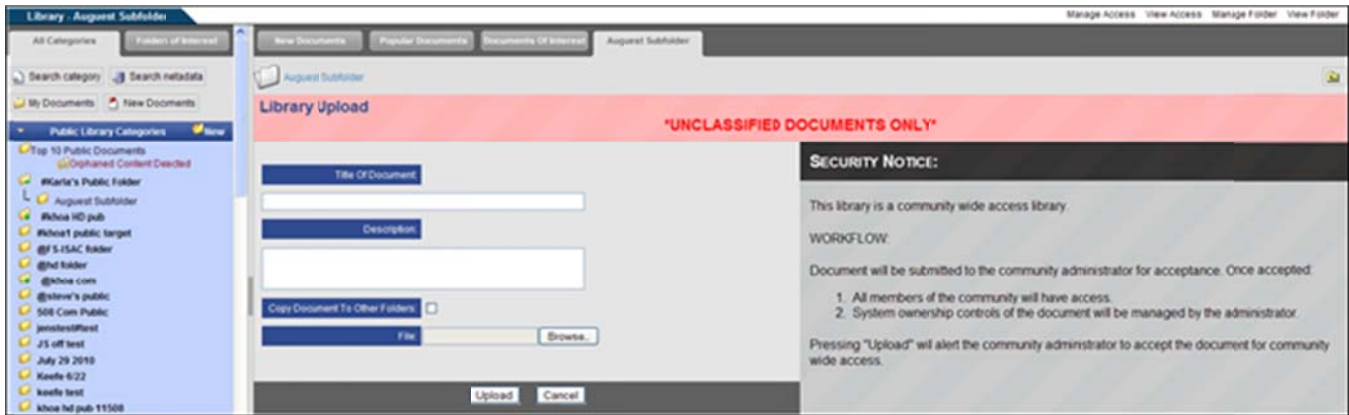 Library - Auguest Subfolder
Manage Access View Access Manage Folder View Folder
All Categories
Folders of Interest
New Documents
Popular Documents
Documents Of Interest
Auguest Subfolder
Search category
Search netadata
Auguest Subfolder
My Documents
New Dooments
Library Upload
*UNCLASSIFIED DOCUMENTS ONLY*
Public Library Categories
New
Top 10 Public Documents
Orphaned Content Deected
#Karla's Public Folder
Auguest Subfolder
#khoa HD pub
#khoa1 public target
@FS-ISAC folder
@hd folder
@khoa com
@steve's public
508 Com Public
jenstest#test
JS off test
July 29 2010
Keefe 6/22
keefe test
khoa hd pub 11508
Title Of Document:
Description:
Copy Document To Other Folders:
File:
Browse..
Upload
Cancel
SECURITY NOTICE:
This library is a community wide access library.
WORKFLOW:
Document will be submitted to the community administrator for acceptance. Once accepted:
1. All members of the community will have access.
2. System ownership controls of the document will be managed by the administrator.
Pressing "Upload" wil alert the community administrator to accept the document for community
wide access.